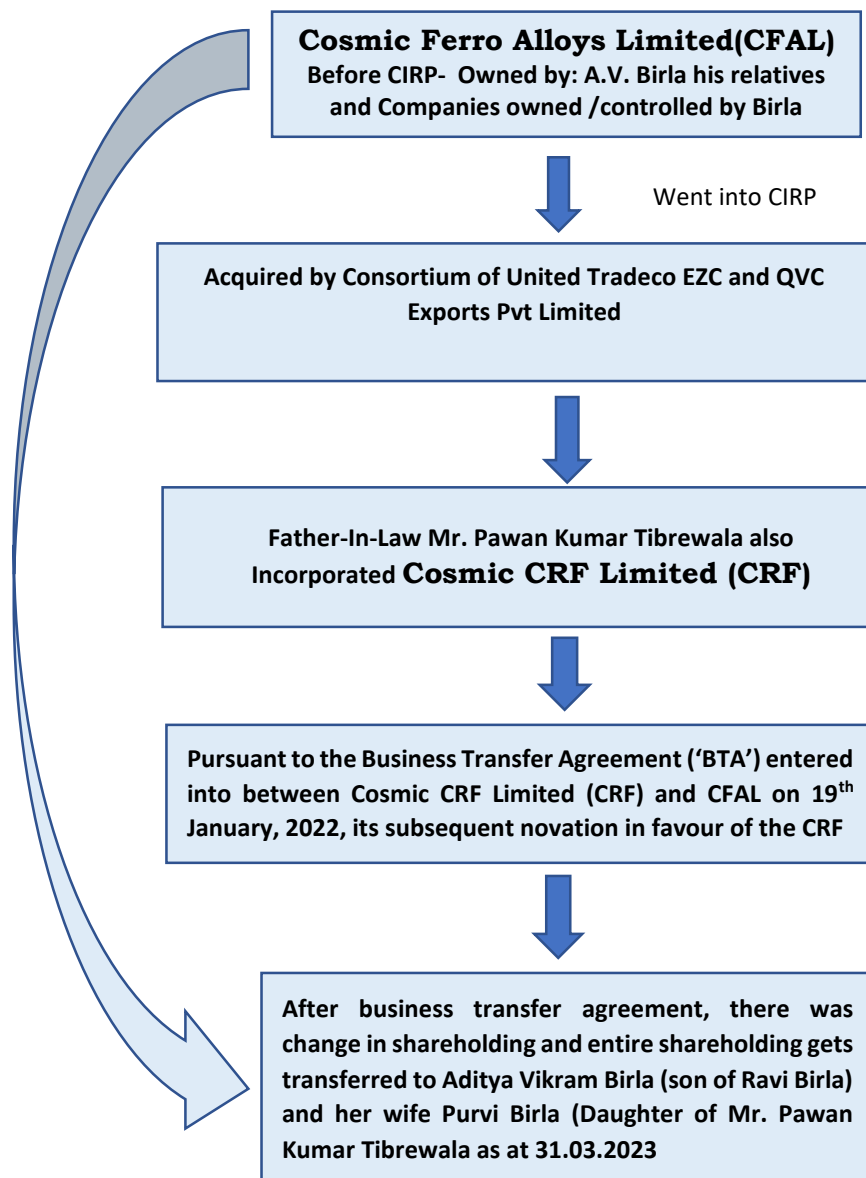 Cosmic Ferro Alloys Limited(CFAL)
Before CIRP- Owned by: A.V. Birla his relatives
and Companies owned /controlled by Birla
Went into CIRP
Acquired by Consortium of United Tradeco EZC and QVC
Exports Pvt Limited
Father-In-Law Mr. Pawan Kumar Tibrewala also
Incorporated Cosmic CRF Limited (CRF)
Pursuant to the Business Transfer Agreement (‘BTA’) entered
into between Cosmic CRF Limited (CRF) and CFAL on 19th
January, 2022, its subsequent novation in favour of the CRF
After business transfer agreement, there was
change in shareholding and entire shareholding gets
transferred to Aditya Vikram Birla (son of Ravi Birla)
and her wife Purvi Birla (Daughter of Mr. Pawan
Kumar Tibrewala as at 31.03.2023